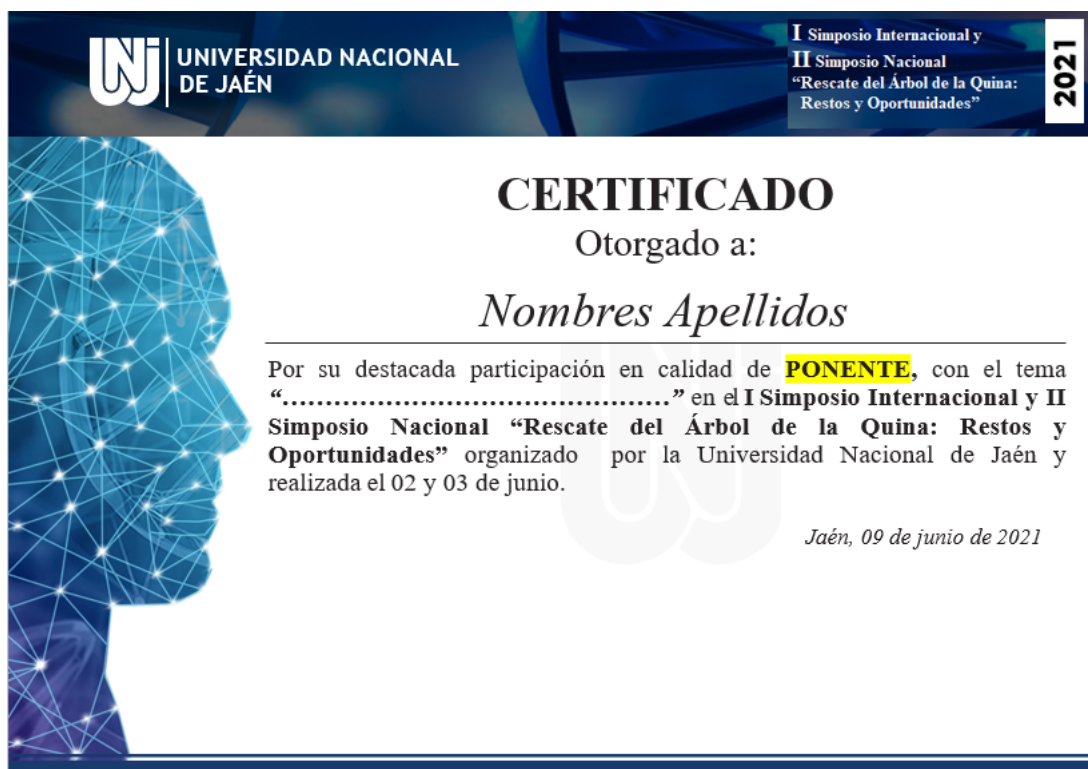 UNJ
UNIVERSIDAD NACIONAL
DE JAÉN
I Simposio Internacional y
II Simposio Nacional
“Rescate del Árbol de la Quina:
Restos y Oportunidades”
2021
CERTIFICADO
Otorgado a:
Nombres Apellidos
Por su destacada participación en calidad de PONENTE, con el tema
“.............................................” en el I Simposio Internacional y II
Simposio Nacional “Rescate del Árbol de la Quina: Restos y
Oportunidades” organizado por la Universidad Nacional de Jaén y
realizada el 02 y 03 de junio.
Jaén, 09 de junio de 2021